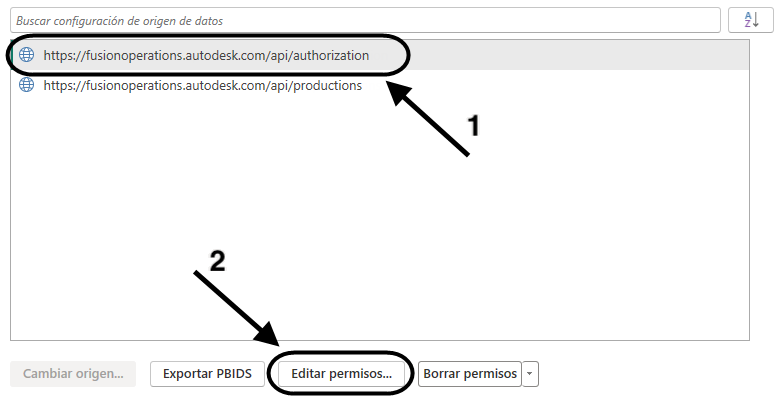 Buscar configuración de origen de datos
A
Z
https://fusionoperations.autodesk.com/api/authorization
https://fusionoperations.autodesk.com/api/productions
1
2
Cambiar origen...
Exportar PBIDS
Editar permisos...
Borrar permisos